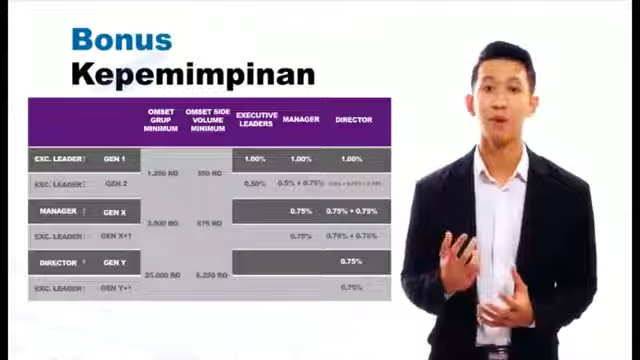 Bonus
Kepemimpinan
OMSET GRUP MINIMUM OMSET SIDE VOLUME MINIMUM EXECUTIVE LEADERS MANAGER DIRECTOR
EXC. LEADER GEN 1 1.00% 1.00% 1.00%
EXC. LEADER GEN 2 0.50% 0.5% + 0.75%
MANAGER GEN X 0.75% 0.75% + 0.75%
EXC. LEADER GEN X+1 0.75% 0.75% + 0.75%
DIRECTOR GEN Y 0.75%
EXC. LEADER GEN Y+1 0.75%